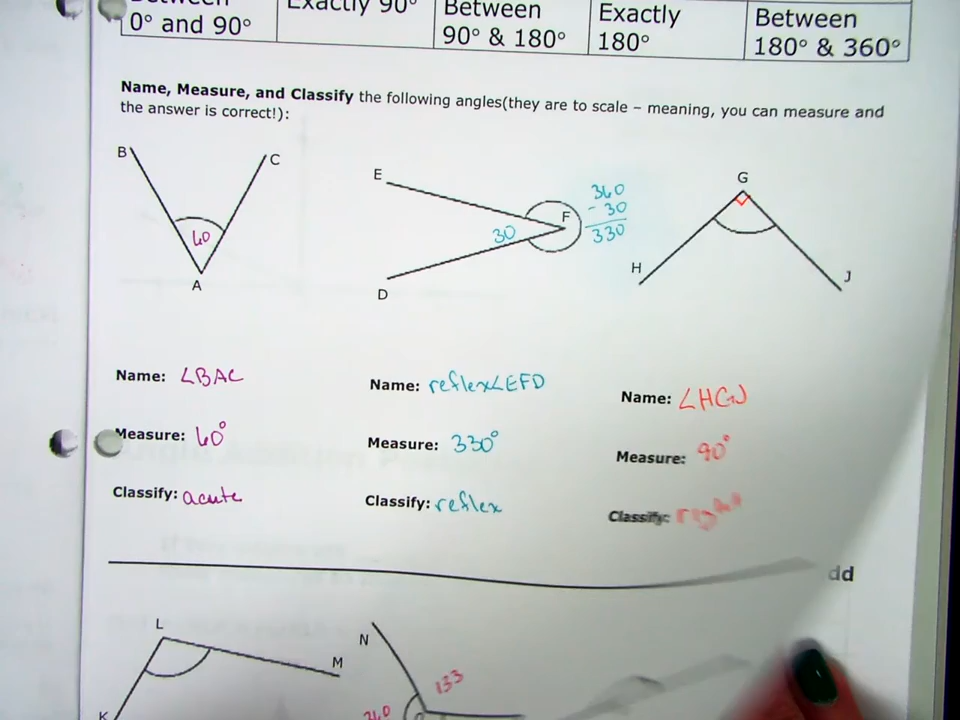 0° and 90°
Exactly 90°
Between
90° & 180°
Exactly
180°
Between
180° & 360°
Name, Measure, and Classify the following angles(they are to scale – meaning, you can measure and
the answer is correct!):
B
C
60
A
E
F
30
D
360
- 30
330
G
H
J
Name: ∠BAC
Measure: 60°
Classify: acute
Name: reflex∠EFD
Measure: 330°
Classify: reflex
Name: ∠HGJ
Measure: 90°
Classify: right
dd
L
M
K
N
133
360